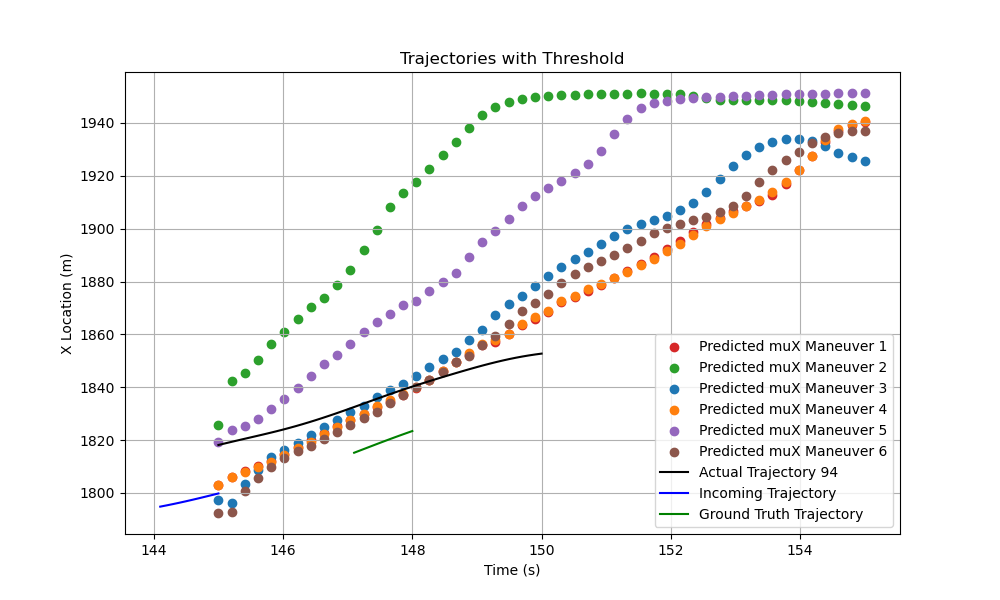 Trajectories with Threshold
X Location (m)
1940
1920
1900
1880
1860
1840
1820
1800
144
146
148
150
152
154
Time (s)
Predicted muX Maneuver 1
Predicted muX Maneuver 2
Predicted muX Maneuver 3
Predicted muX Maneuver 4
Predicted muX Maneuver 5
Predicted muX Maneuver 6
Actual Trajectory 94
Incoming Trajectory
Ground Truth Trajectory